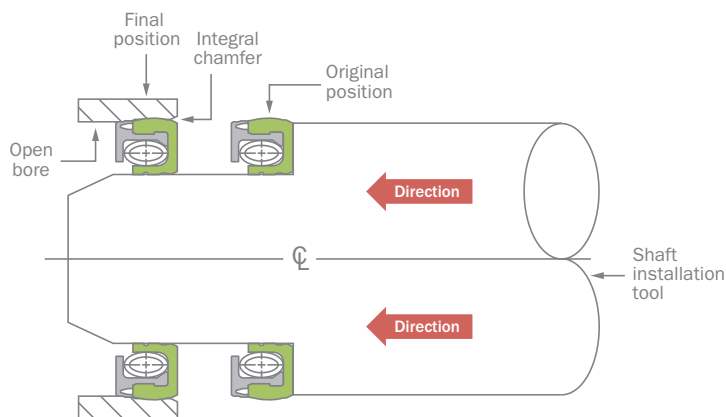 Final
position
Integral
chamfer
Original
position
Open
bore
Direction
℄
Shaft
installation
tool
Direction